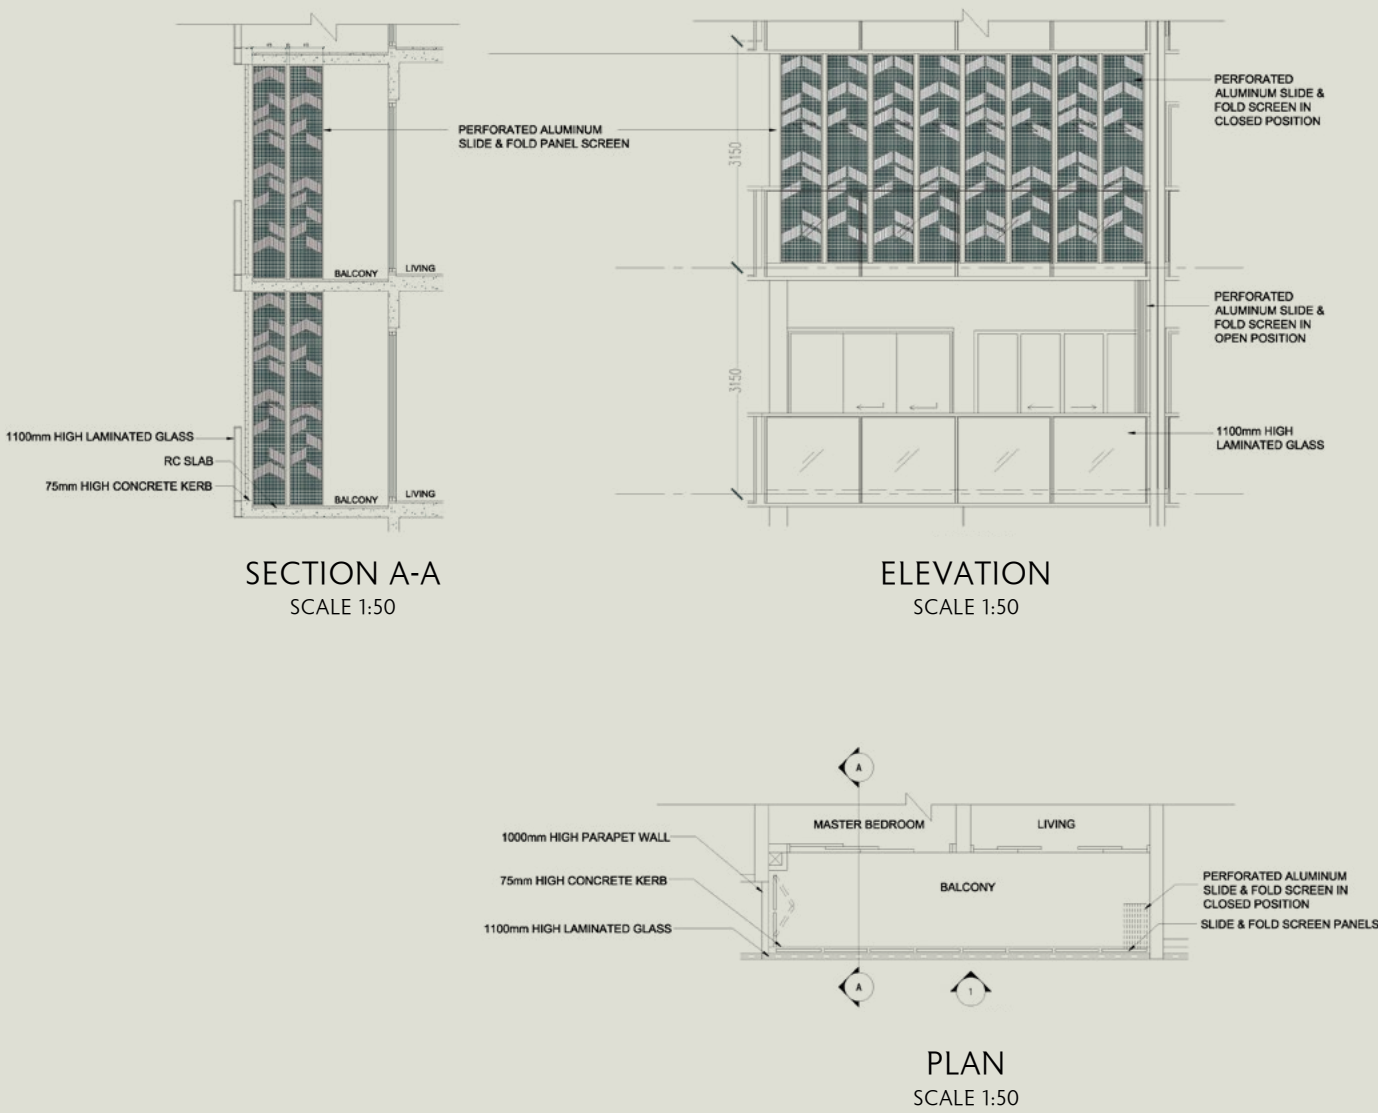 PERFORATED ALUMINUM
SLIDE & FOLD PANEL SCREEN
BALCONY
LIVING
1100mm HIGH LAMINATED GLASS
RC SLAB
75mm HIGH CONCRETE KERB
BALCONY
LIVING
SECTION A-A
SCALE 1:50
3150
3150
PERFORATED
ALUMINUM SLIDE &
FOLD SCREEN IN
CLOSED POSITION
PERFORATED
ALUMINUM SLIDE &
FOLD SCREEN IN
OPEN POSITION
1100mm HIGH
LAMINATED GLASS
ELEVATION
SCALE 1:50
A
MASTER BEDROOM
LIVING
1000mm HIGH PARAPET WALL
75mm HIGH CONCRETE KERB
1100mm HIGH LAMINATED GLASS
BALCONY
PERFORATED ALUMINUM
SLIDE & FOLD SCREEN IN
CLOSED POSITION
SLIDE & FOLD SCREEN PANELS
A
1
PLAN
SCALE 1:50